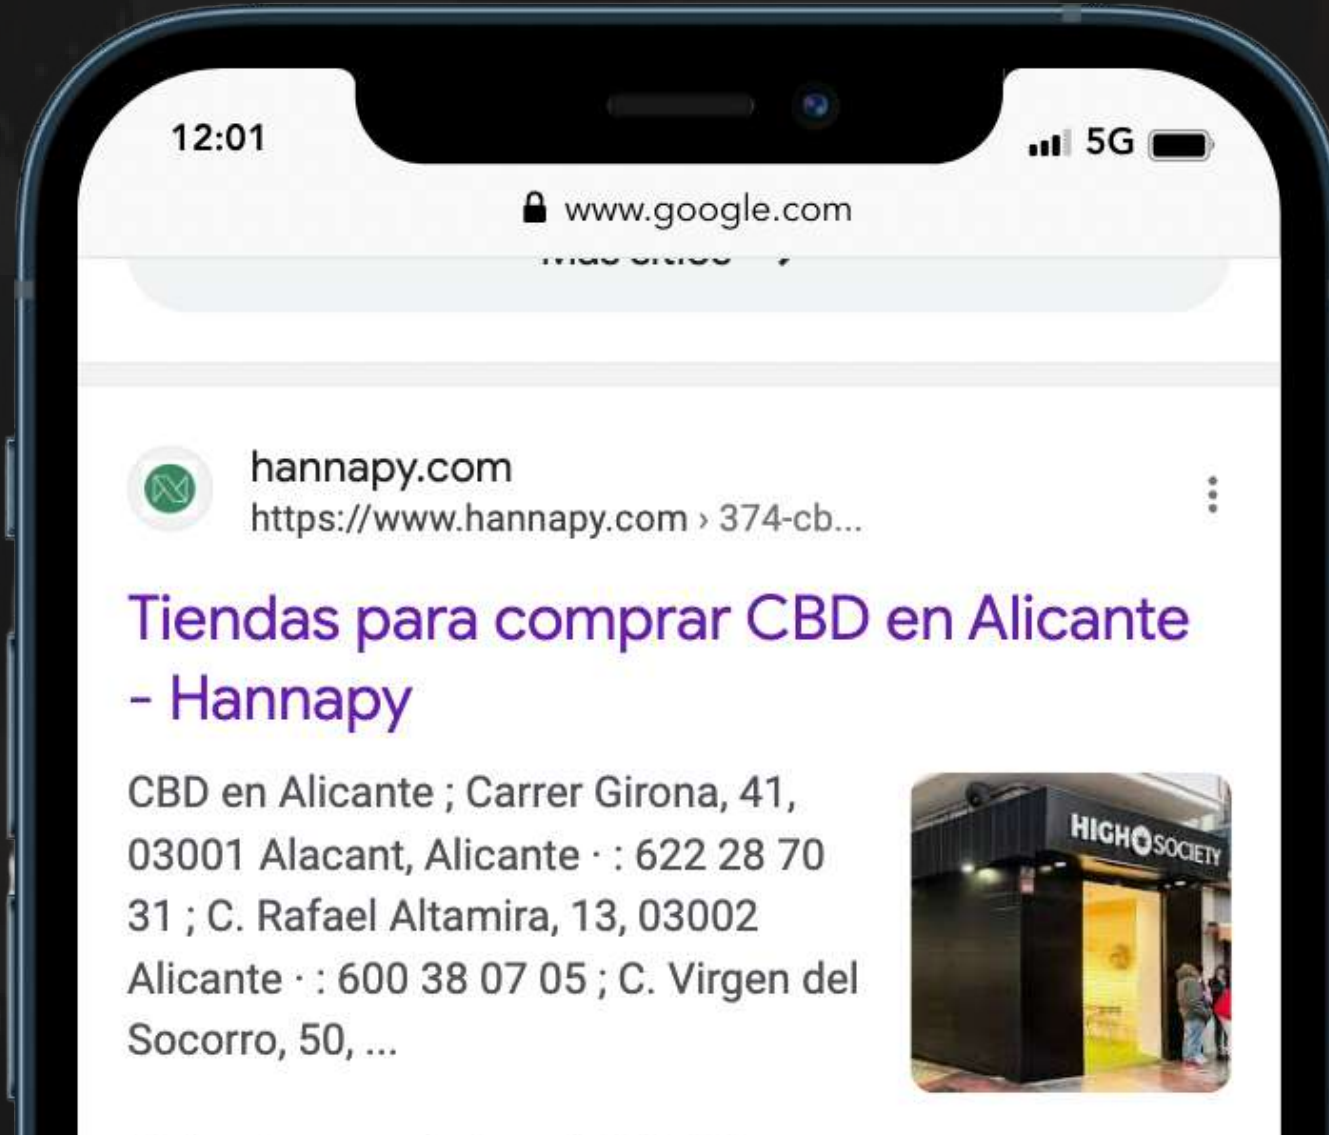 12:01
5G
www.google.com
hannapy.com
https://www.hannapy.com › 374-cb...
Tiendas para comprar CBD en Alicante
- Hannapy
CBD en Alicante ; Carrer Girona, 41,
03001 Alacant, Alicante · : 622 28 70
31 ; C. Rafael Altamira, 13, 03002
Alicante · : 600 38 07 05 ; C. Virgen del
Socorro, 50, ...
HIGH SOCIETY